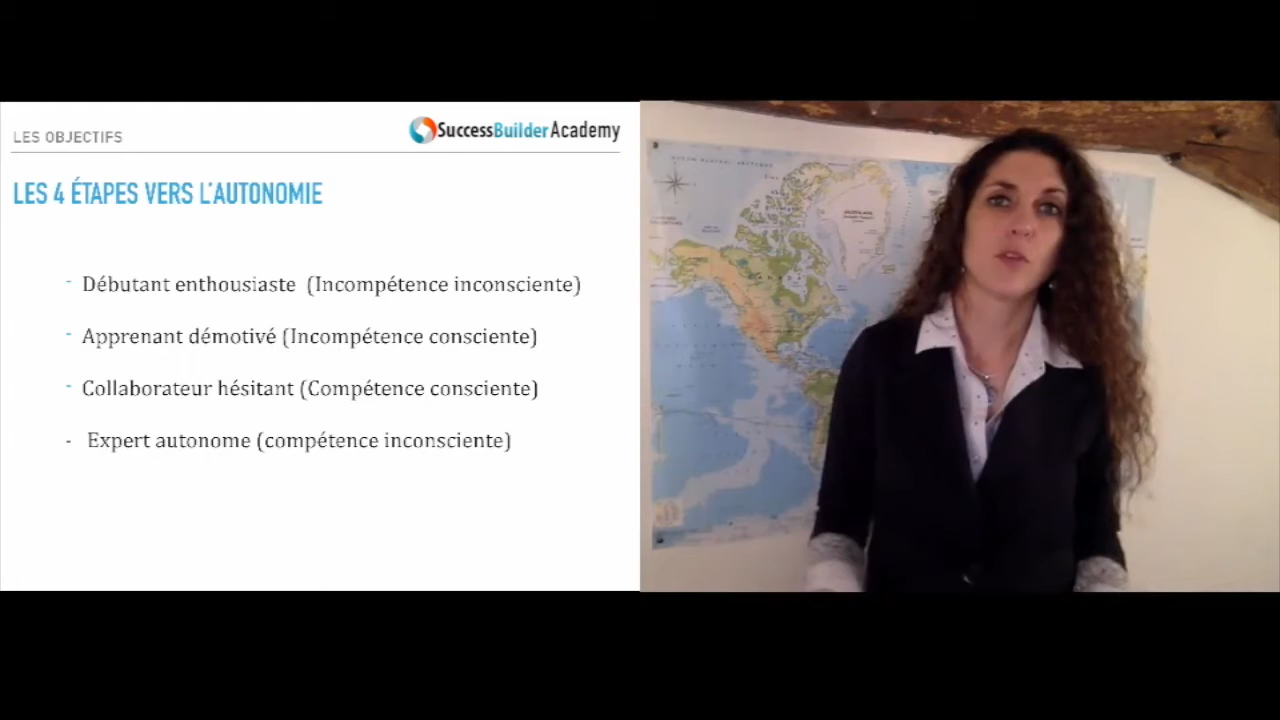 LES OBJECTIFS
SuccessBuilderAcademy
LES 4 ÉTAPES VERS L'AUTONOMIE
- Débutant enthousiaste (Incompétence inconsciente)
- Apprenant démotivé (Incompétence consciente)
- Collaborateur hésitant (Compétence consciente)
- Expert autonome (compétence inconsciente)